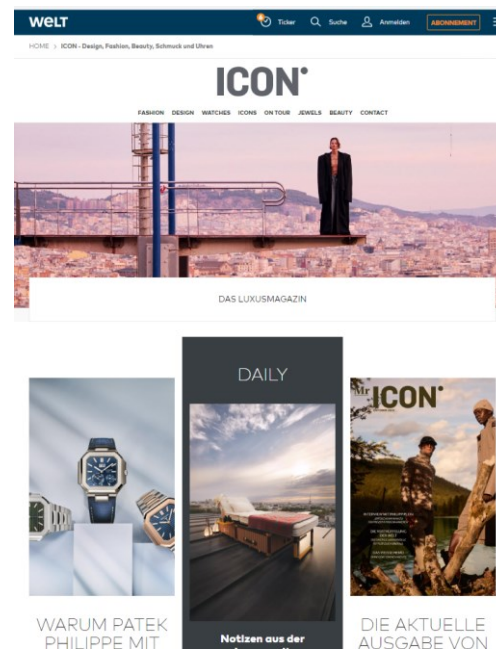 WELT
Ticker
Suche
Anmelden
ABONNEMENT
HOME > ICON - Design, Fashion, Beauty, Schmuck und Uhren
ICON
FASHION DESIGN WATCHES ICONS ON TOUR JEWELS BEAUTY CONTACT
DAS LUXUSMAGAZIN
DAILY
Mr ICON
WARUM PATEK
PHILIPPE MIT
Notizen aus der
DIE AKTUELLE
AUSGABE VON